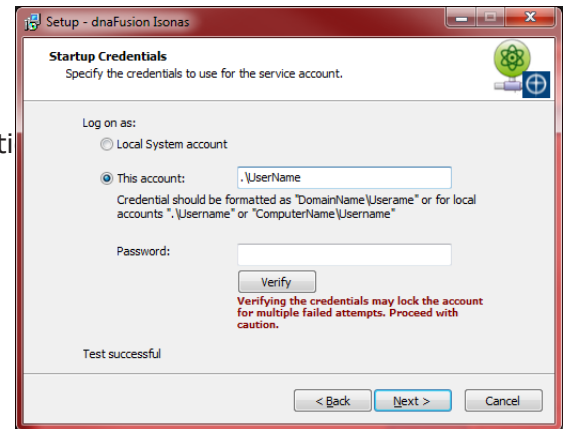 Setup - dnaFusion Isonas
Startup Credentials
Specify the credentials to use for the service account.
ti
Log on as:
Local System account
This account:
.\UserName
Credential should be formatted as "DomainName\Userame" or for local
accounts ".\Username" or "ComputerName\Username"
Password:
Verify
Verifying the credentials may lock the account
for multiple failed attempts. Proceed with
caution.
Test successful
< Back
Next >
Cancel